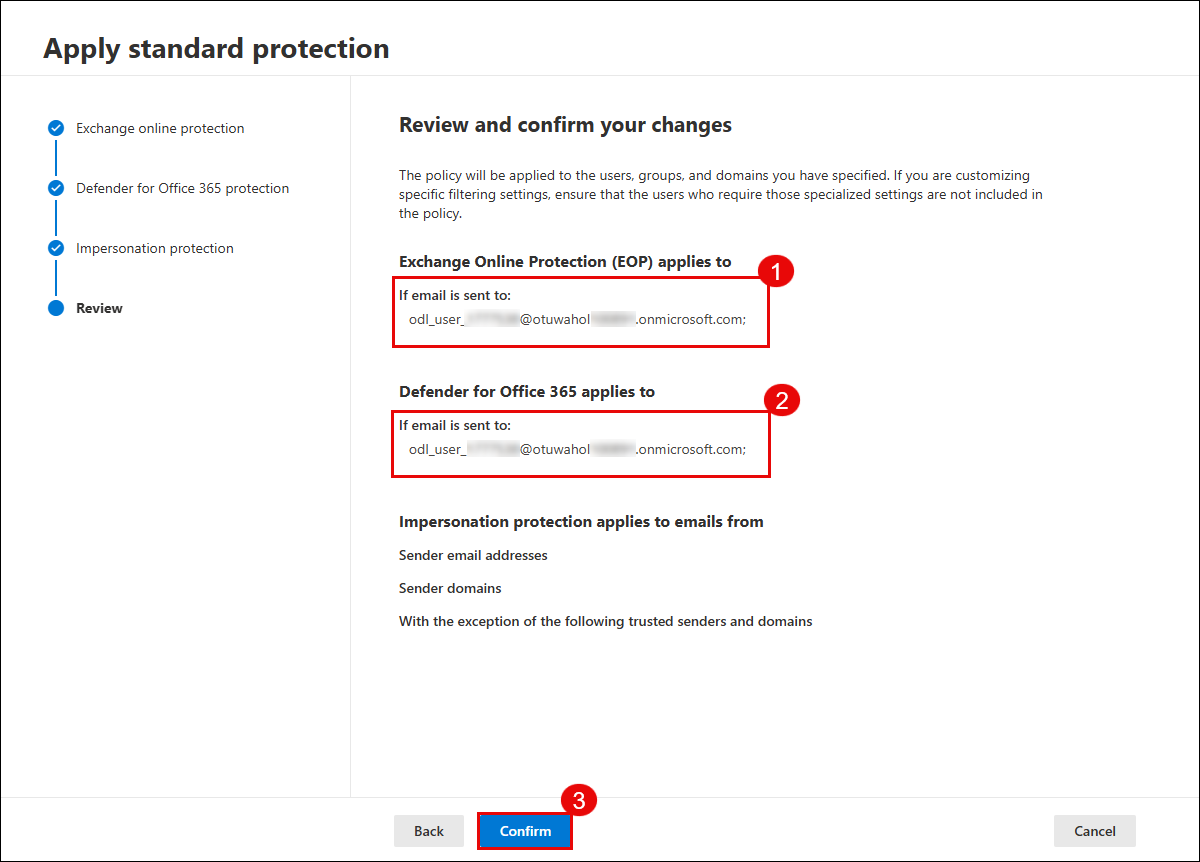 Apply standard protection
Exchange online protection
Defender for Office 365 protection
Impersonation protection
Review
Review and confirm your changes
The policy will be applied to the users, groups, and domains you have specified. If you are customizing
specific filtering settings, ensure that the users who require those specialized settings are not included in
the policy.
Exchange Online Protection (EOP) applies to
1
If email is sent to:
odl_user_ @otuwahol .onmicrosoft.com;
Defender for Office 365 applies to
2
If email is sent to:
odl_user_ @otuwahol .onmicrosoft.com;
Impersonation protection applies to emails from
Sender email addresses
Sender domains
With the exception of the following trusted senders and domains
3
Back
Confirm
Cancel